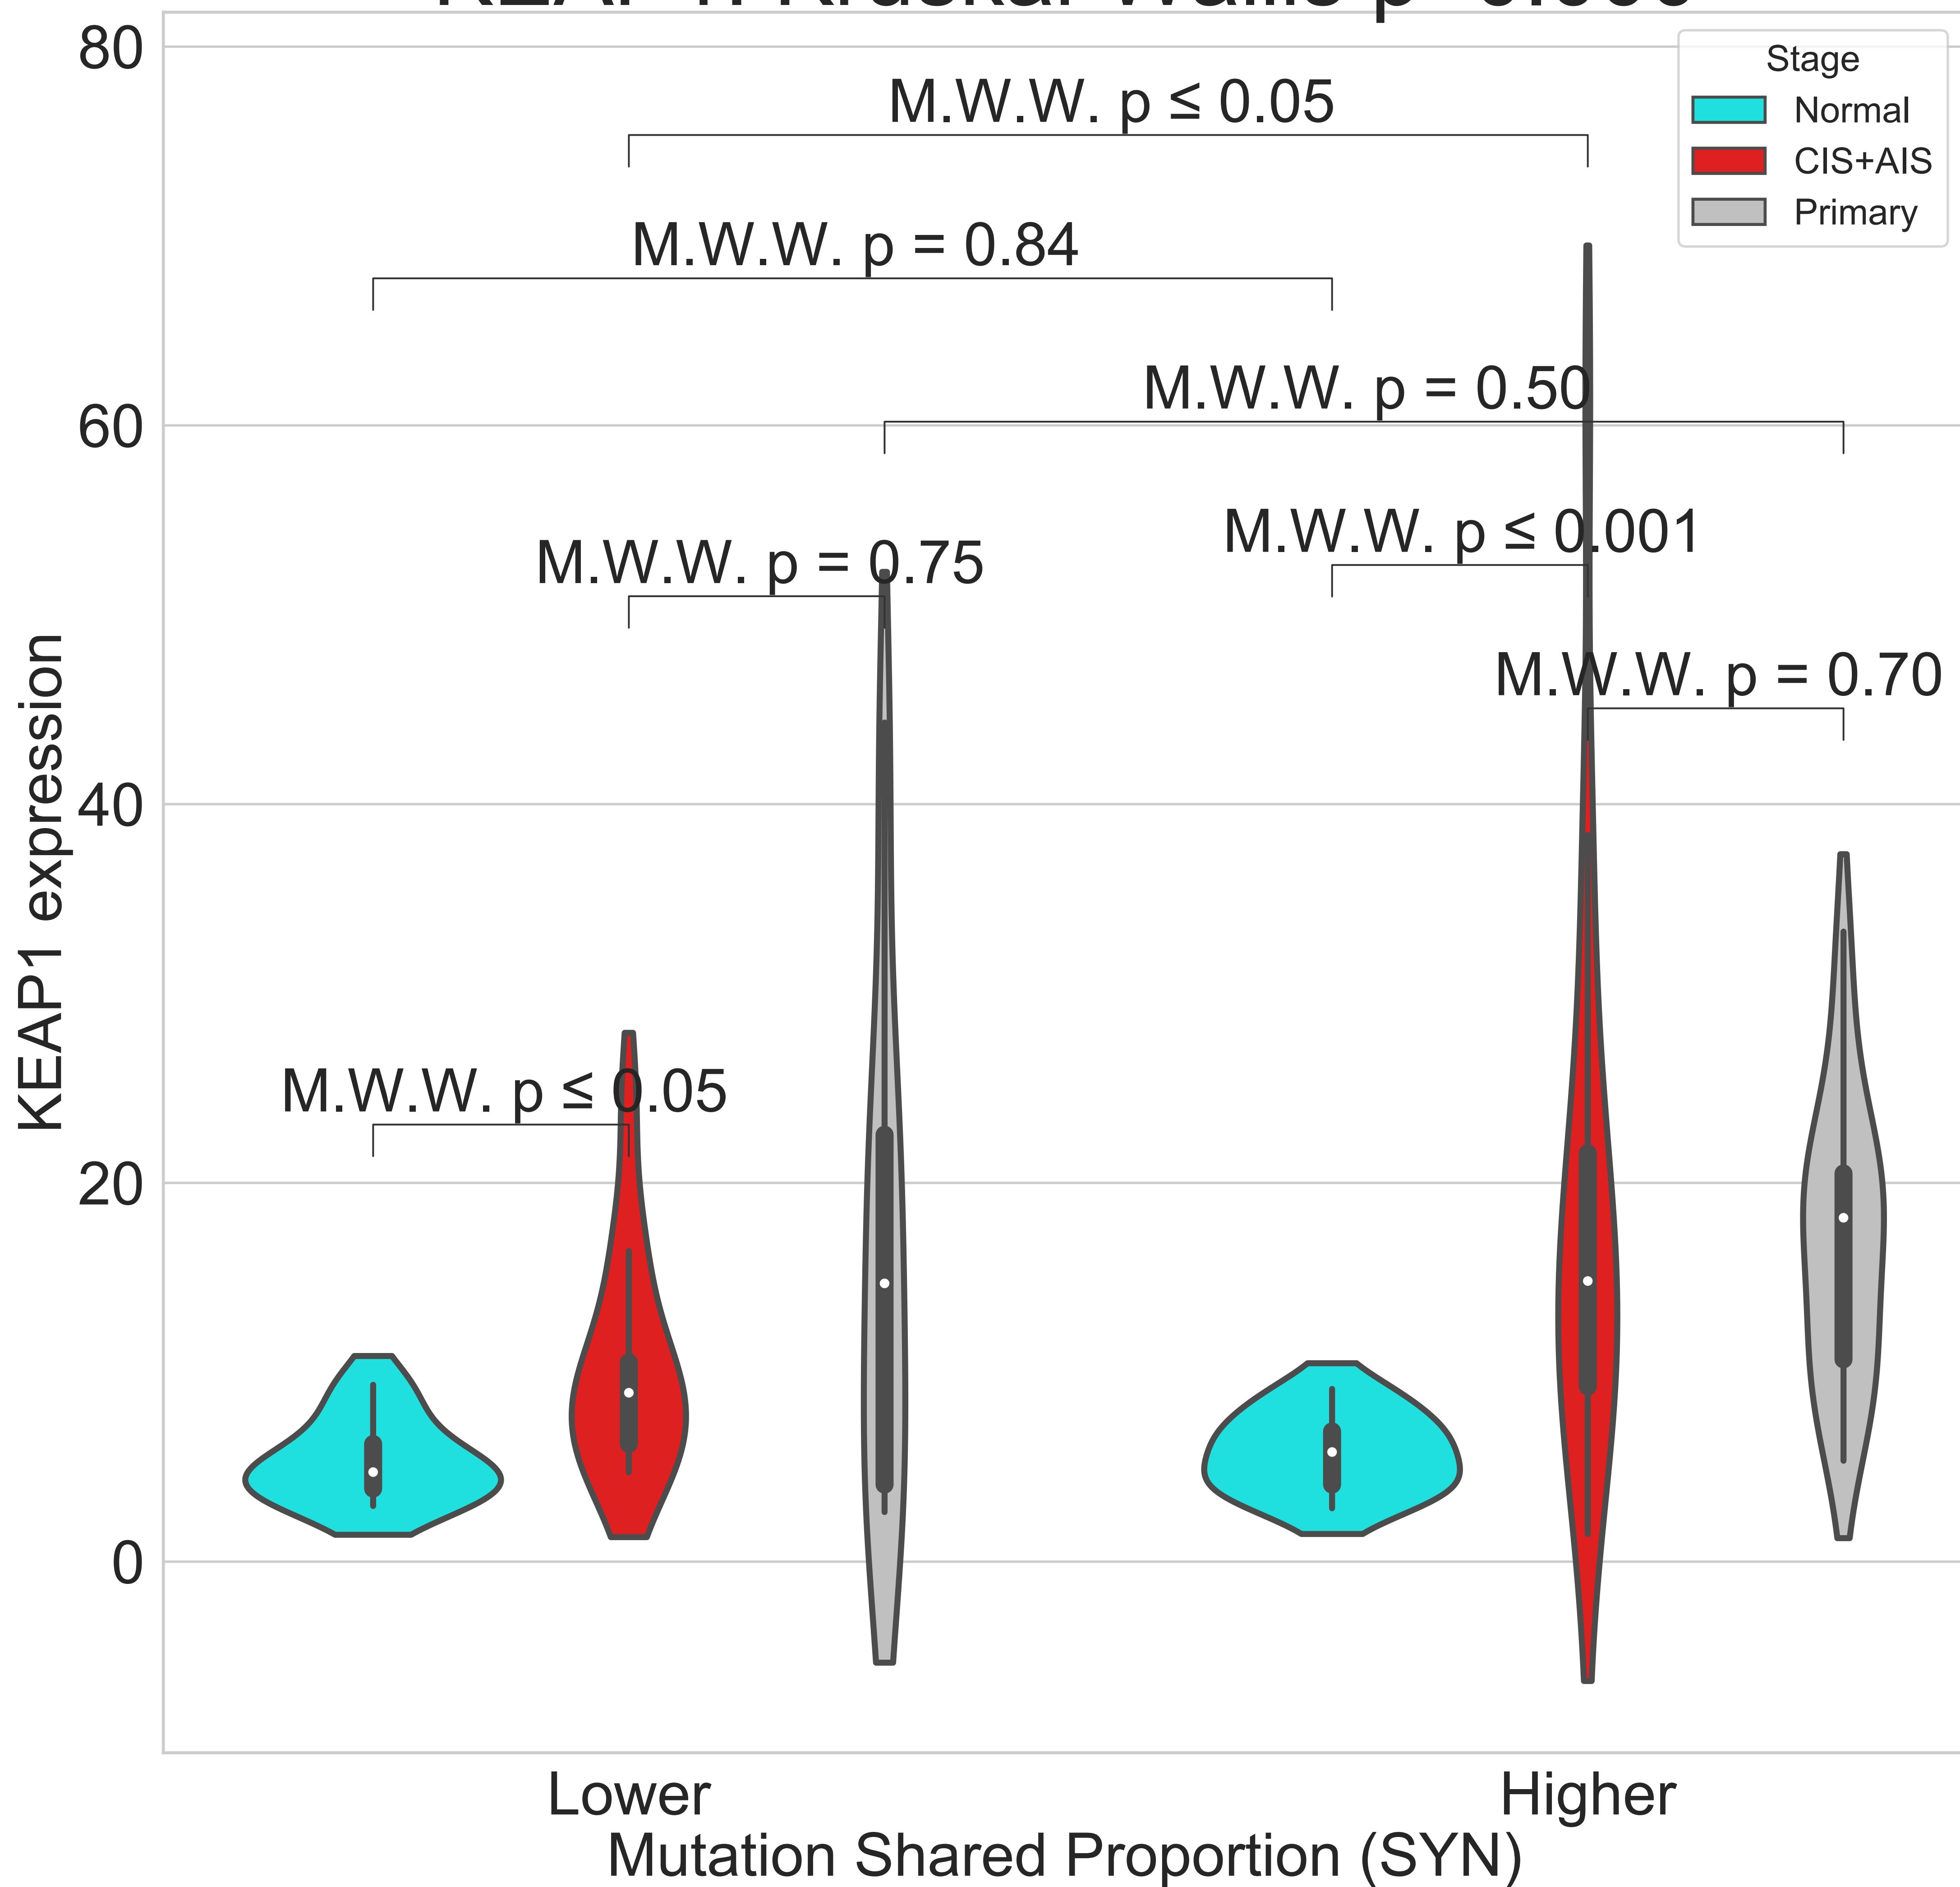 80
Stage
Normal
CIS+AIS
Primary
M.W.W. p ≤ 0.05
M.W.W. p = 0.84
M.W.W. p = 0.50
60
M.W.W. p ≤ 0.001
M.W.W. p = 0.75
M.W.W. p = 0.70
KEAP1 expression
40
M.W.W. p ≤ 0.05
20
0
Lower
Higher
Mutation Shared Proportion (SYN)